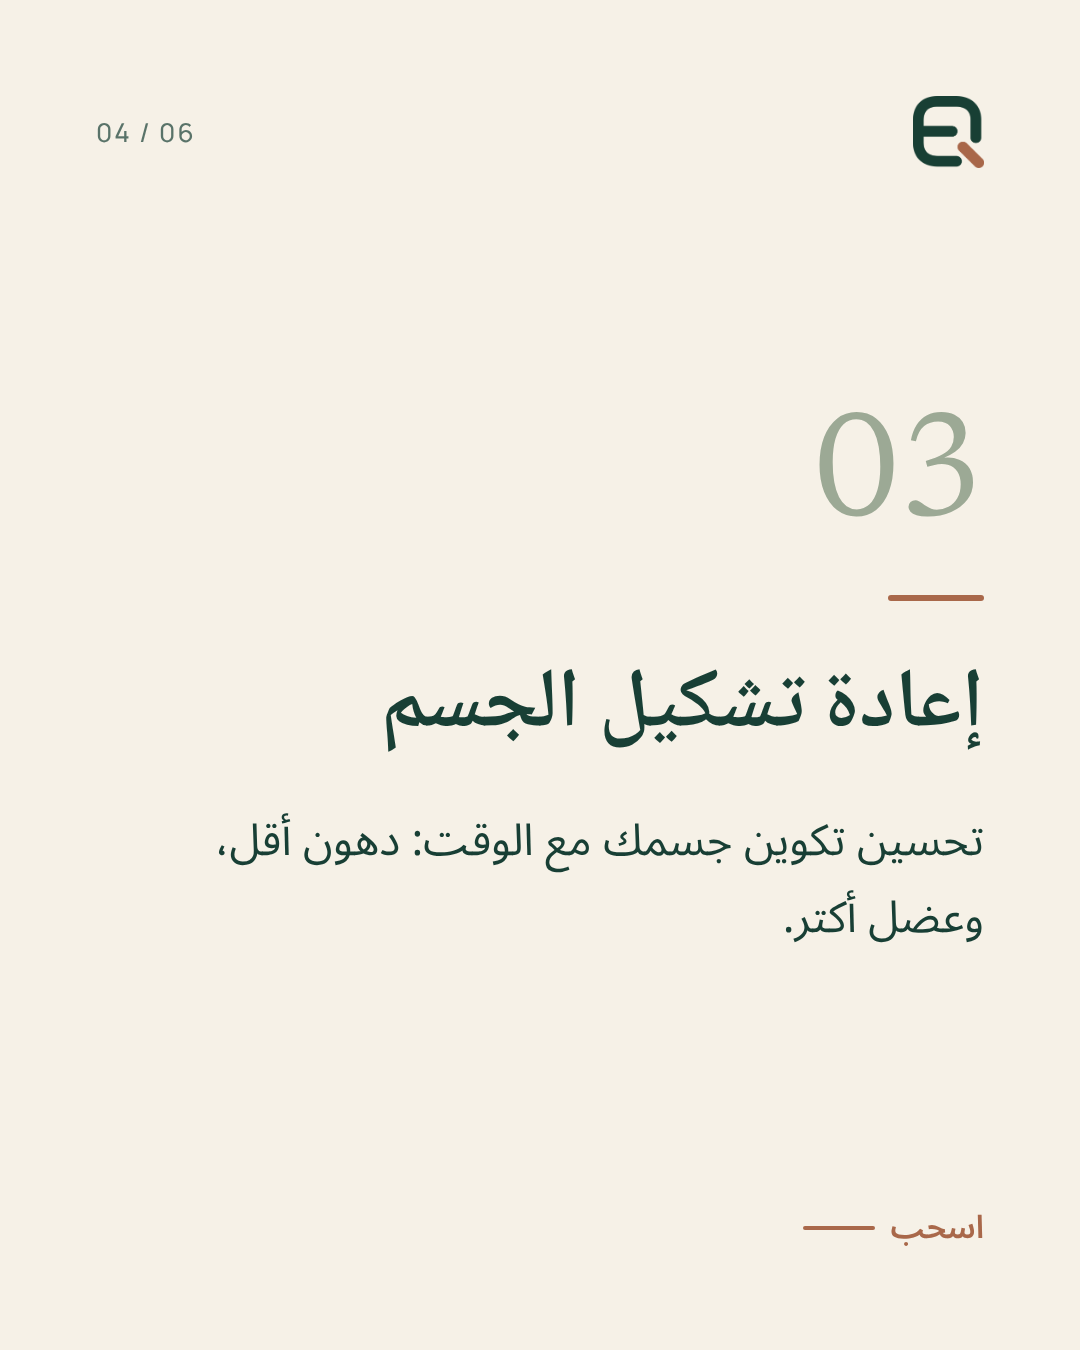 04 / 06
03
إعادة تشكيل الجسم
تحسين تكوين جسمك مع الوقت: دهون أقل،
وعضل أكتر.
اسحب